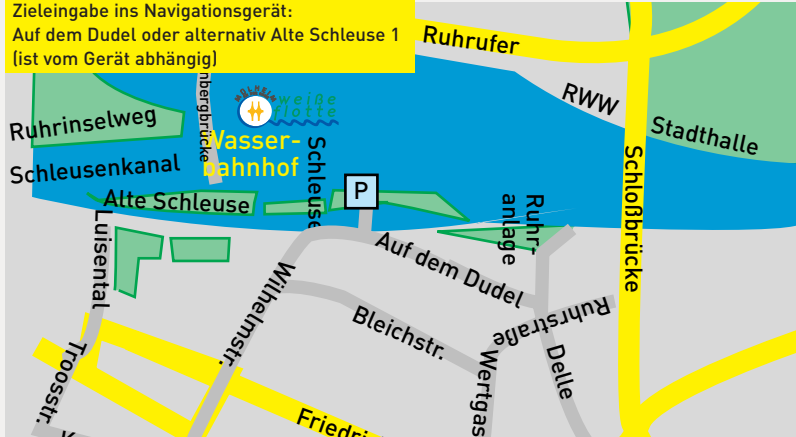 Zieleingabe ins Navigationsgerät:
Auf dem Dudel oder alternativ Alte Schleuse 1
(ist vom Gerät abhängig)
Ruhrufer
RWW
Stadthalle
weiße
flotte
Ruhrinselweg
Wasser-
bahnhof
Schleusenkanal
Schleuse
P
Alte Schleuse
Ruhr-
anlage
Schloßbrücke
Luisental
Auf dem Dudel
Wilhelmstr.
Bleichstr.
Ruhrstraße
Delle
Troosstr.